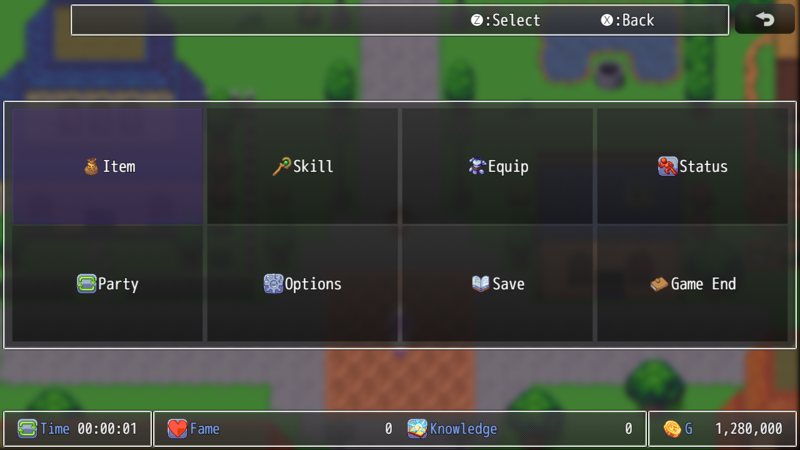 Z:Select X:Back
Item Skill Equip Status
Party Options Save Game End
Time 00:00:01 Fame 0 Knowledge 0 G 1,280,000